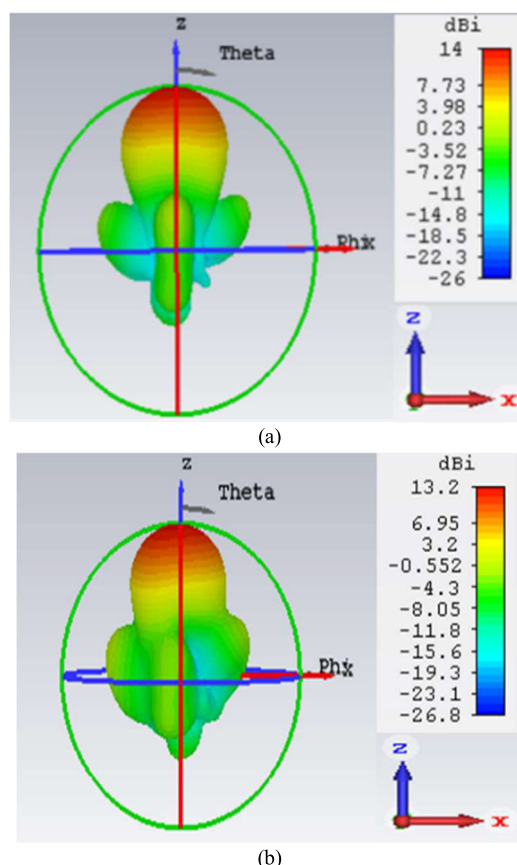 z
Theta
Phi x
dBi
14
7.73
3.98
0.23
-3.52
-7.27
-11
-14.8
-18.5
-22.3
-26
Z
X
(a)
z
Theta
Phi x
dBi
13.2
6.95
3.2
-0.552
-4.3
-8.05
-11.8
-15.6
-19.3
-23.1
-26.8
Z
X
(b)